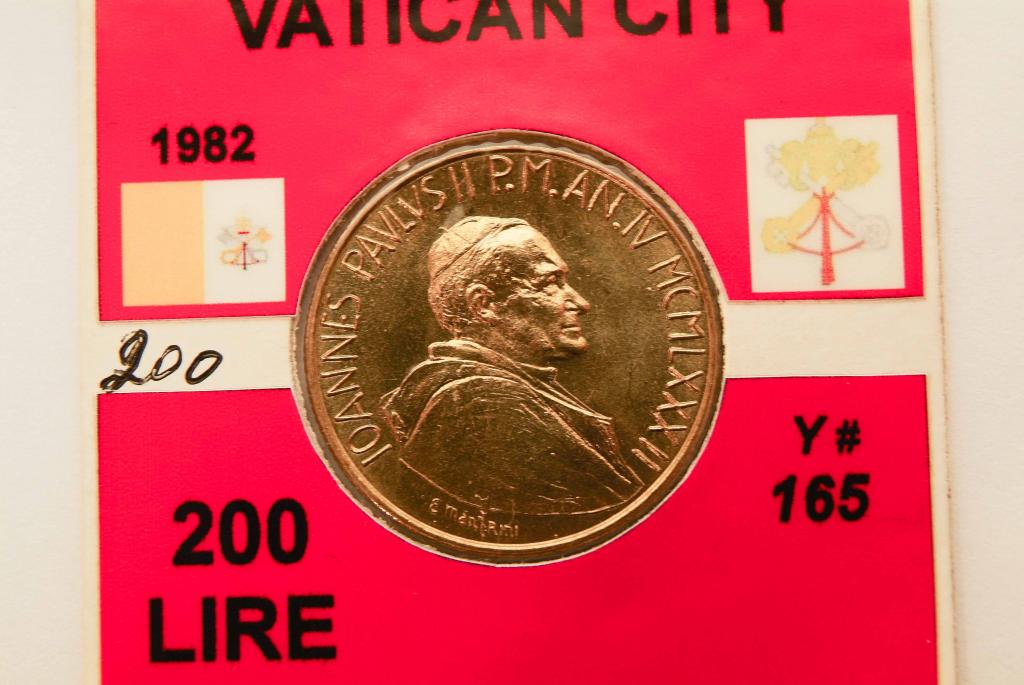 VATICAN CITY
1982
IOANNES PAVLVS II P.M. AN. IV MCMLXXXII
200
Y#
165
E MANFRINI
200
LIRE